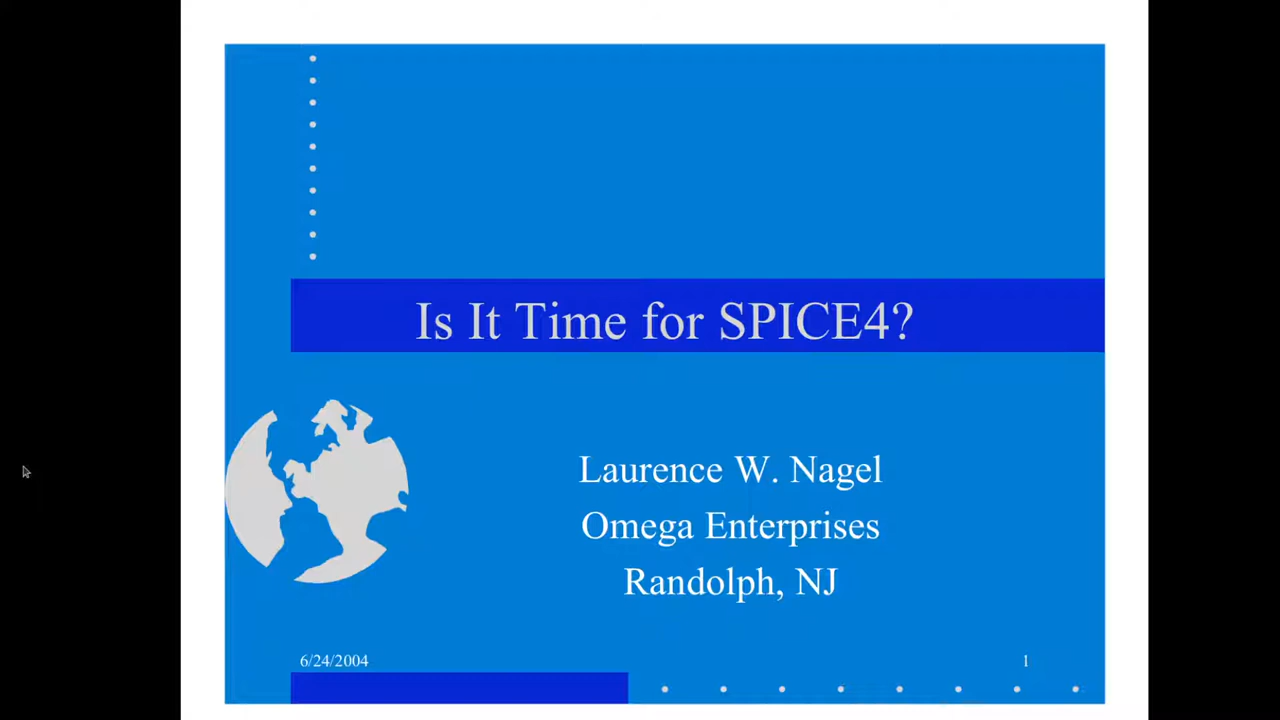 Is It Time for SPICE4?
Laurence W. Nagel
Omega Enterprises
Randolph, NJ
6/24/2004
1